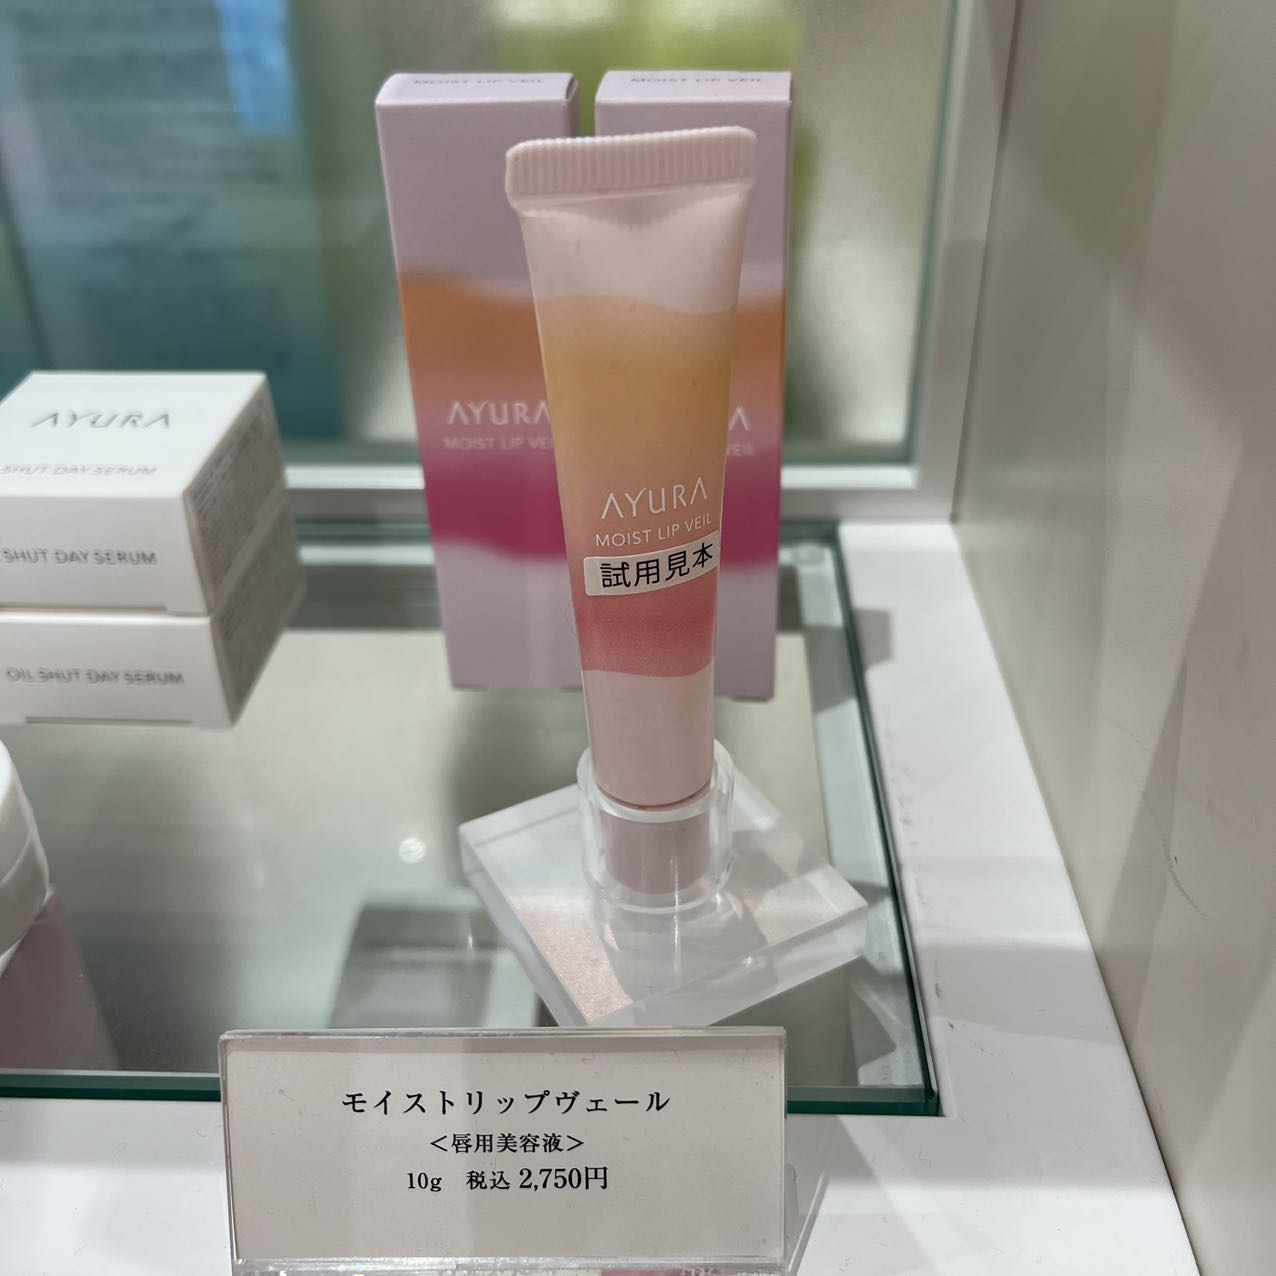 MOIST LIP VEIL
MOIST LIP VEIL
AYURA
MOIST LIP
AYURA
MOIST LIP VEIL
試用見本
AYURA
SHUT DAY SERUM
SHUT DAY SERUM
OIL SHUT DAY SERUM
モイストリップヴェール
＜唇用美容液＞
10g 税込 2,750円